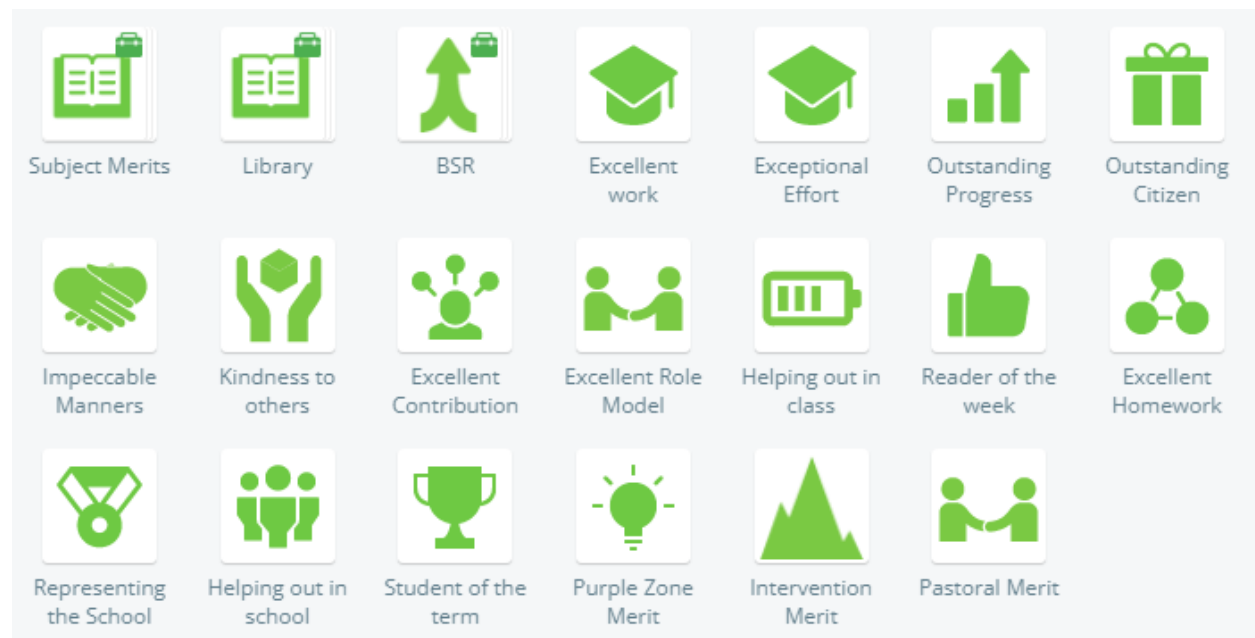 Subject Merits
Library
BSR
Excellent
work
Exceptional
Effort
Outstanding
Progress
Outstanding
Citizen
Impeccable
Manners
Kindness to
others
Excellent
Contribution
Excellent Role
Model
Helping out in
class
Reader of the
week
Excellent
Homework
Representing
the School
Helping out in
school
Student of the
term
Purple Zone
Merit
Intervention
Merit
Pastoral Merit